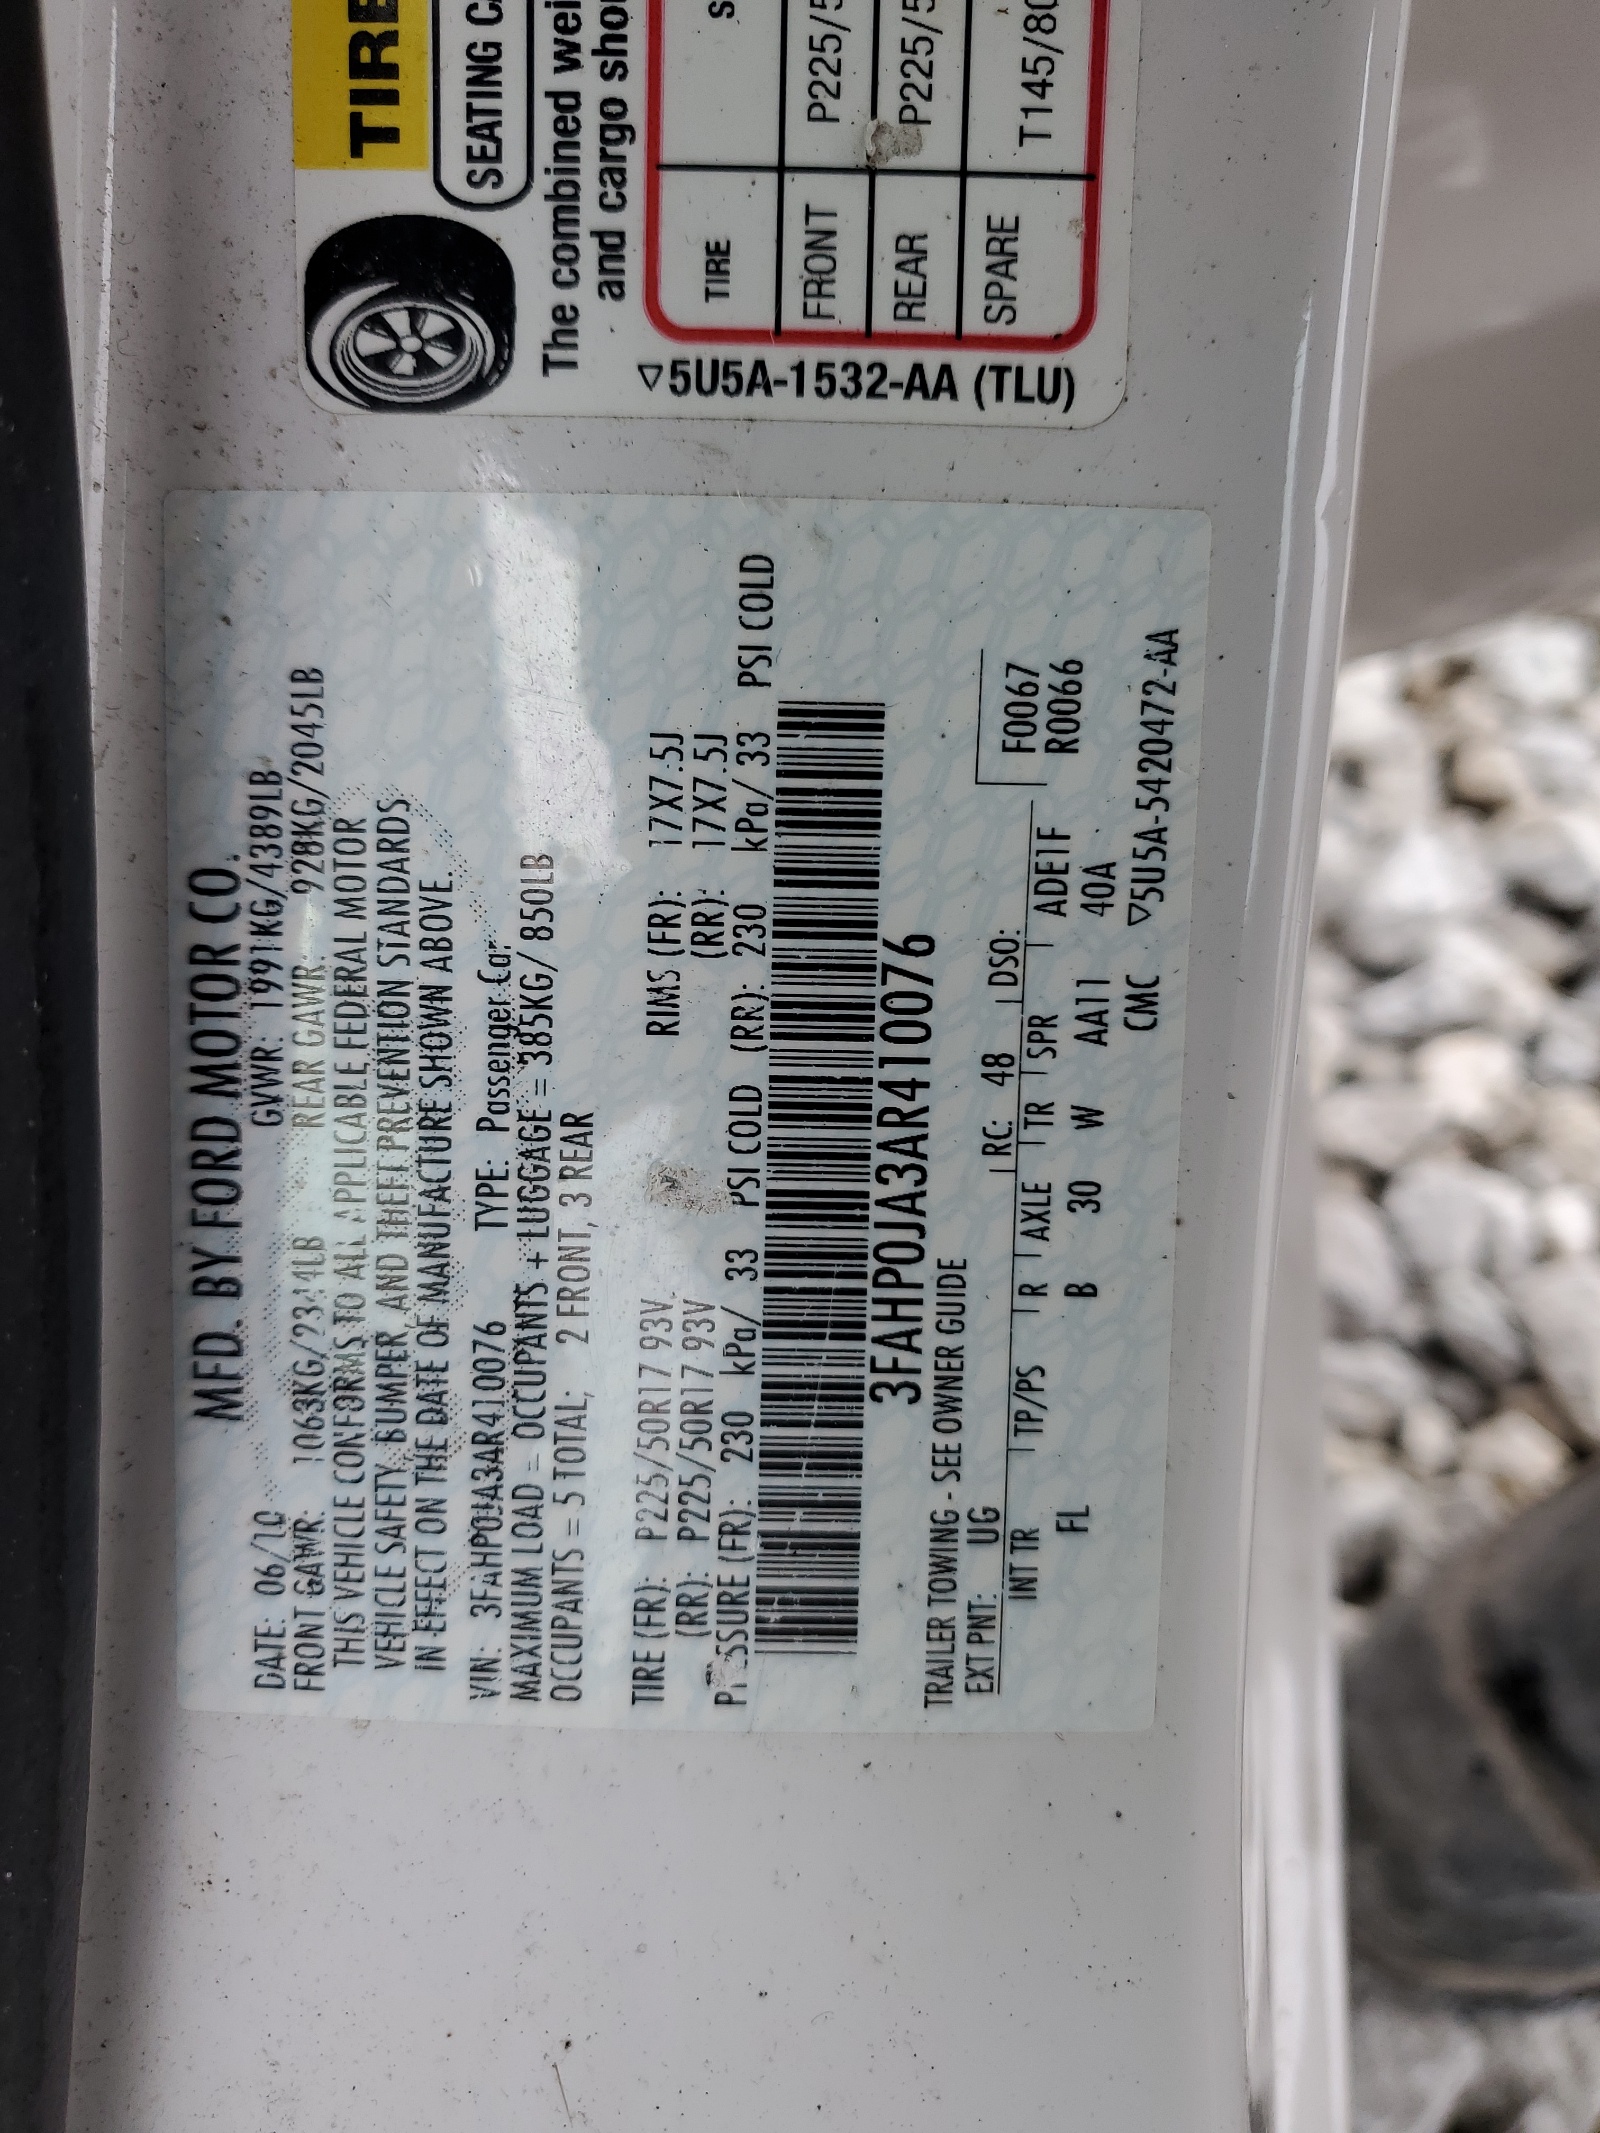 MFD. BY FORD MOTOR CO.
DATE: 06/10 GVWR: 1991KG/4389LB
FRONT GAWR: 1063KG/2344LB REAR GAWR: 928KG/2045LB
THIS VEHICLE CONFORMS TO ALL APPLICABLE FEDERAL MOTOR
VEHICLE SAFETY, BUMPER, AND THEFT PREVENTION STANDARDS
IN EFFECT ON THE DATE OF MANUFACTURE SHOWN ABOVE.
VIN: 3FAHP0JA3AR410076 TYPE: Passenger Car
MAXIMUM LOAD = OCCUPANTS + LUGGAGE = 385KG/ 850LB
OCCUPANTS = 5 TOTAL; 2 FRONT, 3 REAR
TIRE (FR): P225/50R17 93V RIMS (FR): 17X7.5J
(RR): P225/50R17 93V (RR): 17X7.5J
PRESSURE (FR): 230 kPa/ 33 PSI COLD (RR): 230 kPa/ 33 PSI COLD
3FAHP0JA3AR410076
TRAILER TOWING - SEE OWNER GUIDE
EXT PNT: UG RC: 48 DSO:
INT TR TP/PS R AXLE TR SPR ADE1F
FL B 30 W AA11 40A
F0067
R0066
CMC ▽5U5A-5420472-AA
TIRE
SEATING C
The combined wei
and cargo shou
TIRE S
FRONT P225/5
REAR P225/5
SPARE T145/80
▽5U5A-1532-AA (TLU)